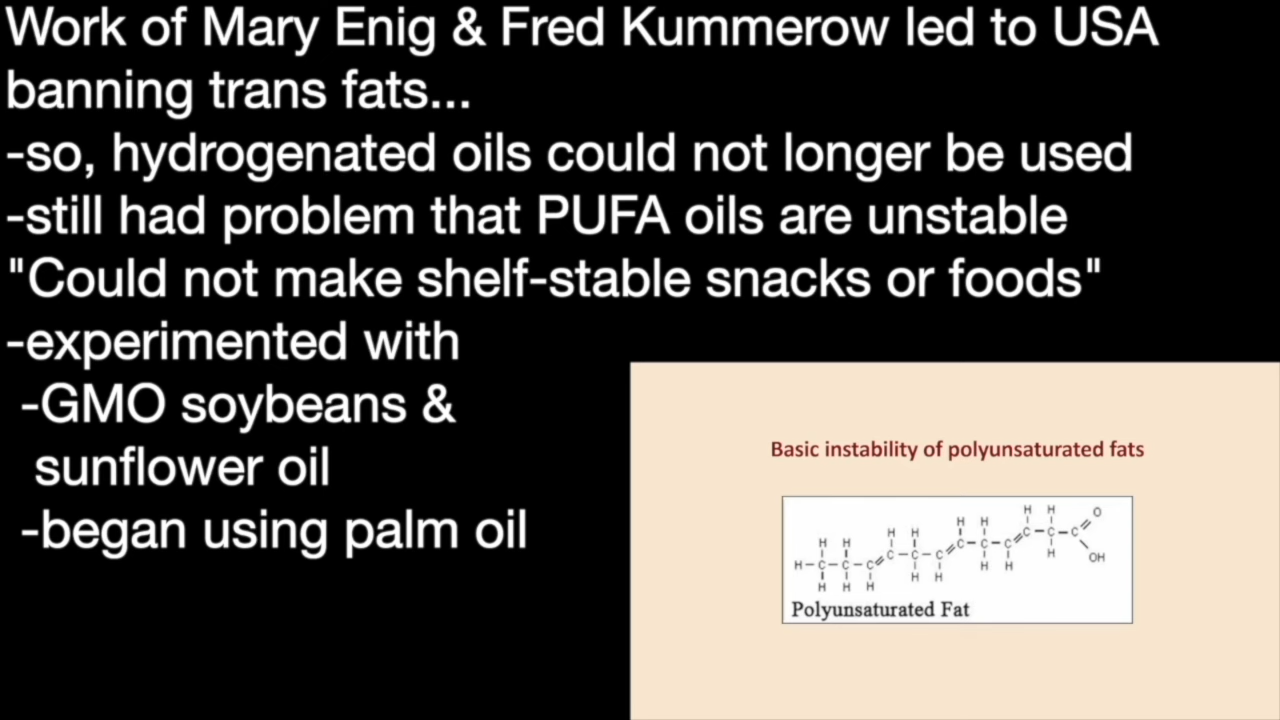 Work of Mary Enig & Fred Kummerow led to USA
banning trans fats...
-so, hydrogenated oils could not longer be used
-still had problem that PUFA oils are unstable
"Could not make shelf-stable snacks or foods"
-experimented with
-GMO soybeans &
sunflower oil
-began using palm oil
Basic instability of polyunsaturated fats
H H O
H H H H
H H H H C – C – C
H – C – C – C C – C – C C – C – C H OH
H H H H H H H
Polyunsaturated Fat